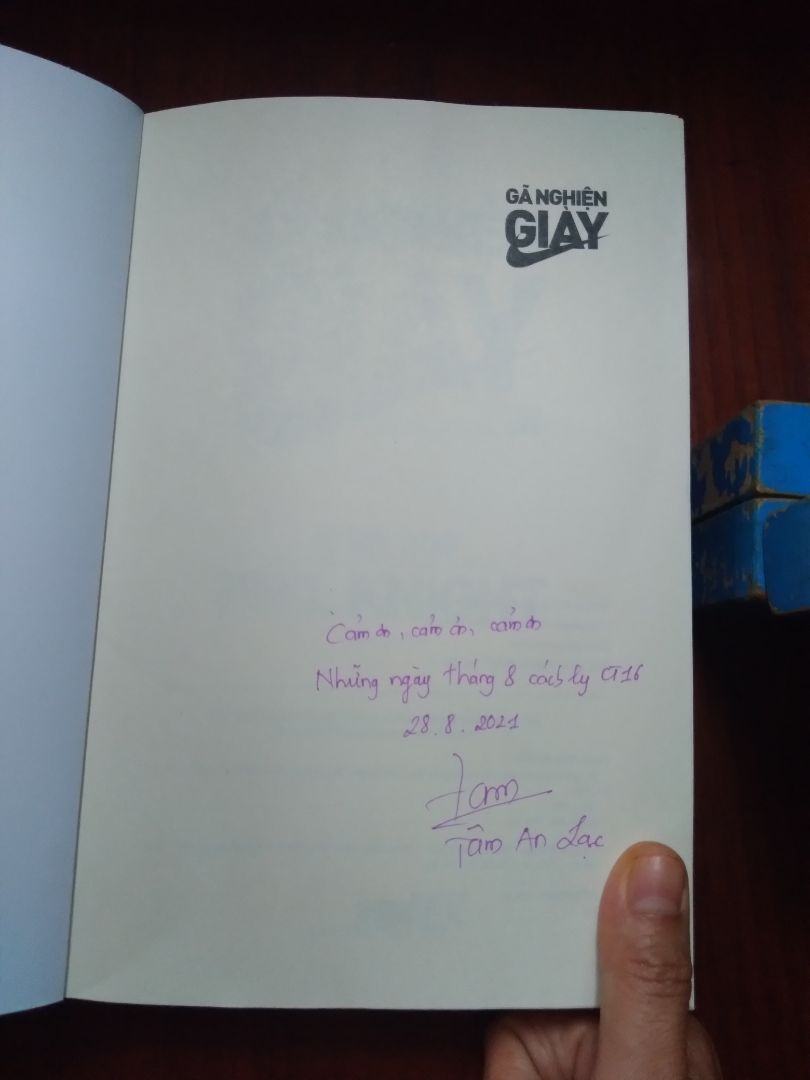 GÃ NGHIỆN
GIÀY
Cảm ơn, cảm ơn, cảm ơn
Những ngày tháng 8 cách ly CT16
28.8.2021
Tâm
Tâm An Lạc